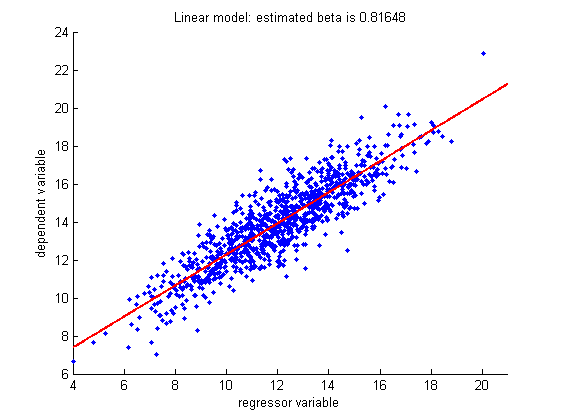 Linear model: estimated beta is 0.81648
24
22
20
18
16
14
12
10
8
6
dependent variable
4 6 8 10 12 14 16 18 20
regressor variable